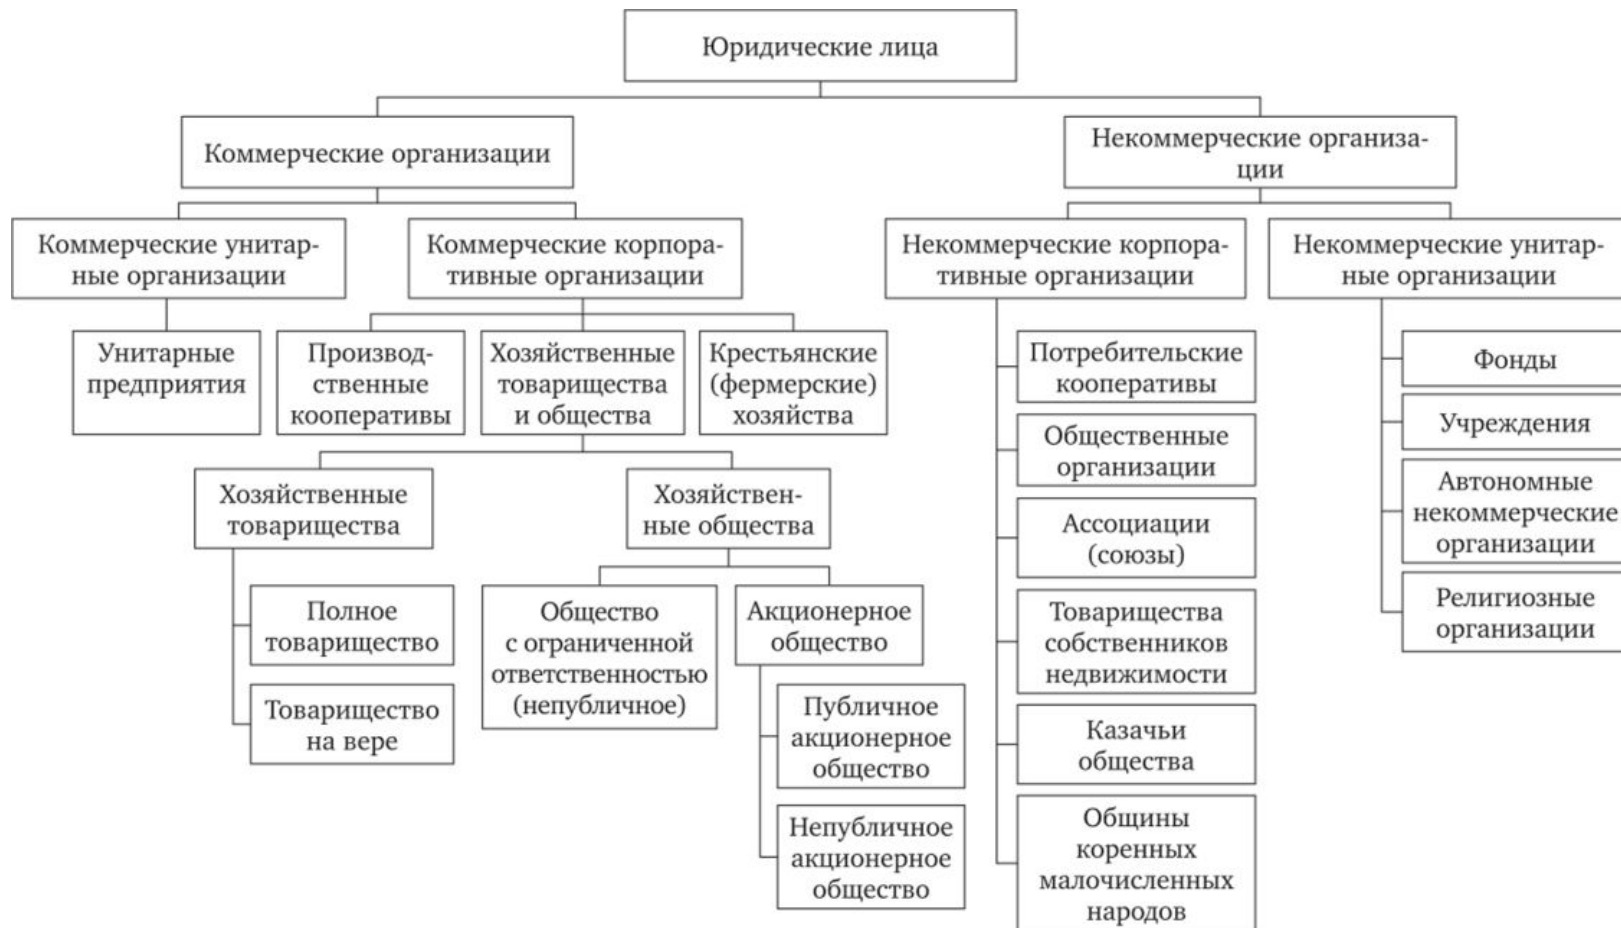 Юридические лица
Коммерческие организации
Некоммерческие организа-
ции
Коммерческие унитар-
ные организации
Коммерческие корпора-
тивные организации
Некоммерческие корпора-
тивные организации
Некоммерческие унитар-
ные организации
Унитарные
предприятия
Производ-
ственные
кооперативы
Хозяйственные
товарищества
и общества
Крестьянские
(фермерские)
хозяйства
Хозяйственные
товарищества
Хозяйствен-
ные общества
Полное
товарищество
Товарищество
на вере
Общество
с ограниченной
ответственностью
(непубличное)
Акционерное
общество
Публичное
акционерное
общество
Непубличное
акционерное
общество
Потребительские
кооперативы
Общественные
организации
Ассоциации
(союзы)
Товарищества
собственников
недвижимости
Казачьи
общества
Общины
коренных
малочисленных
народов
Фонды
Учреждения
Автономные
некоммерческие
организации
Религиозные
организации